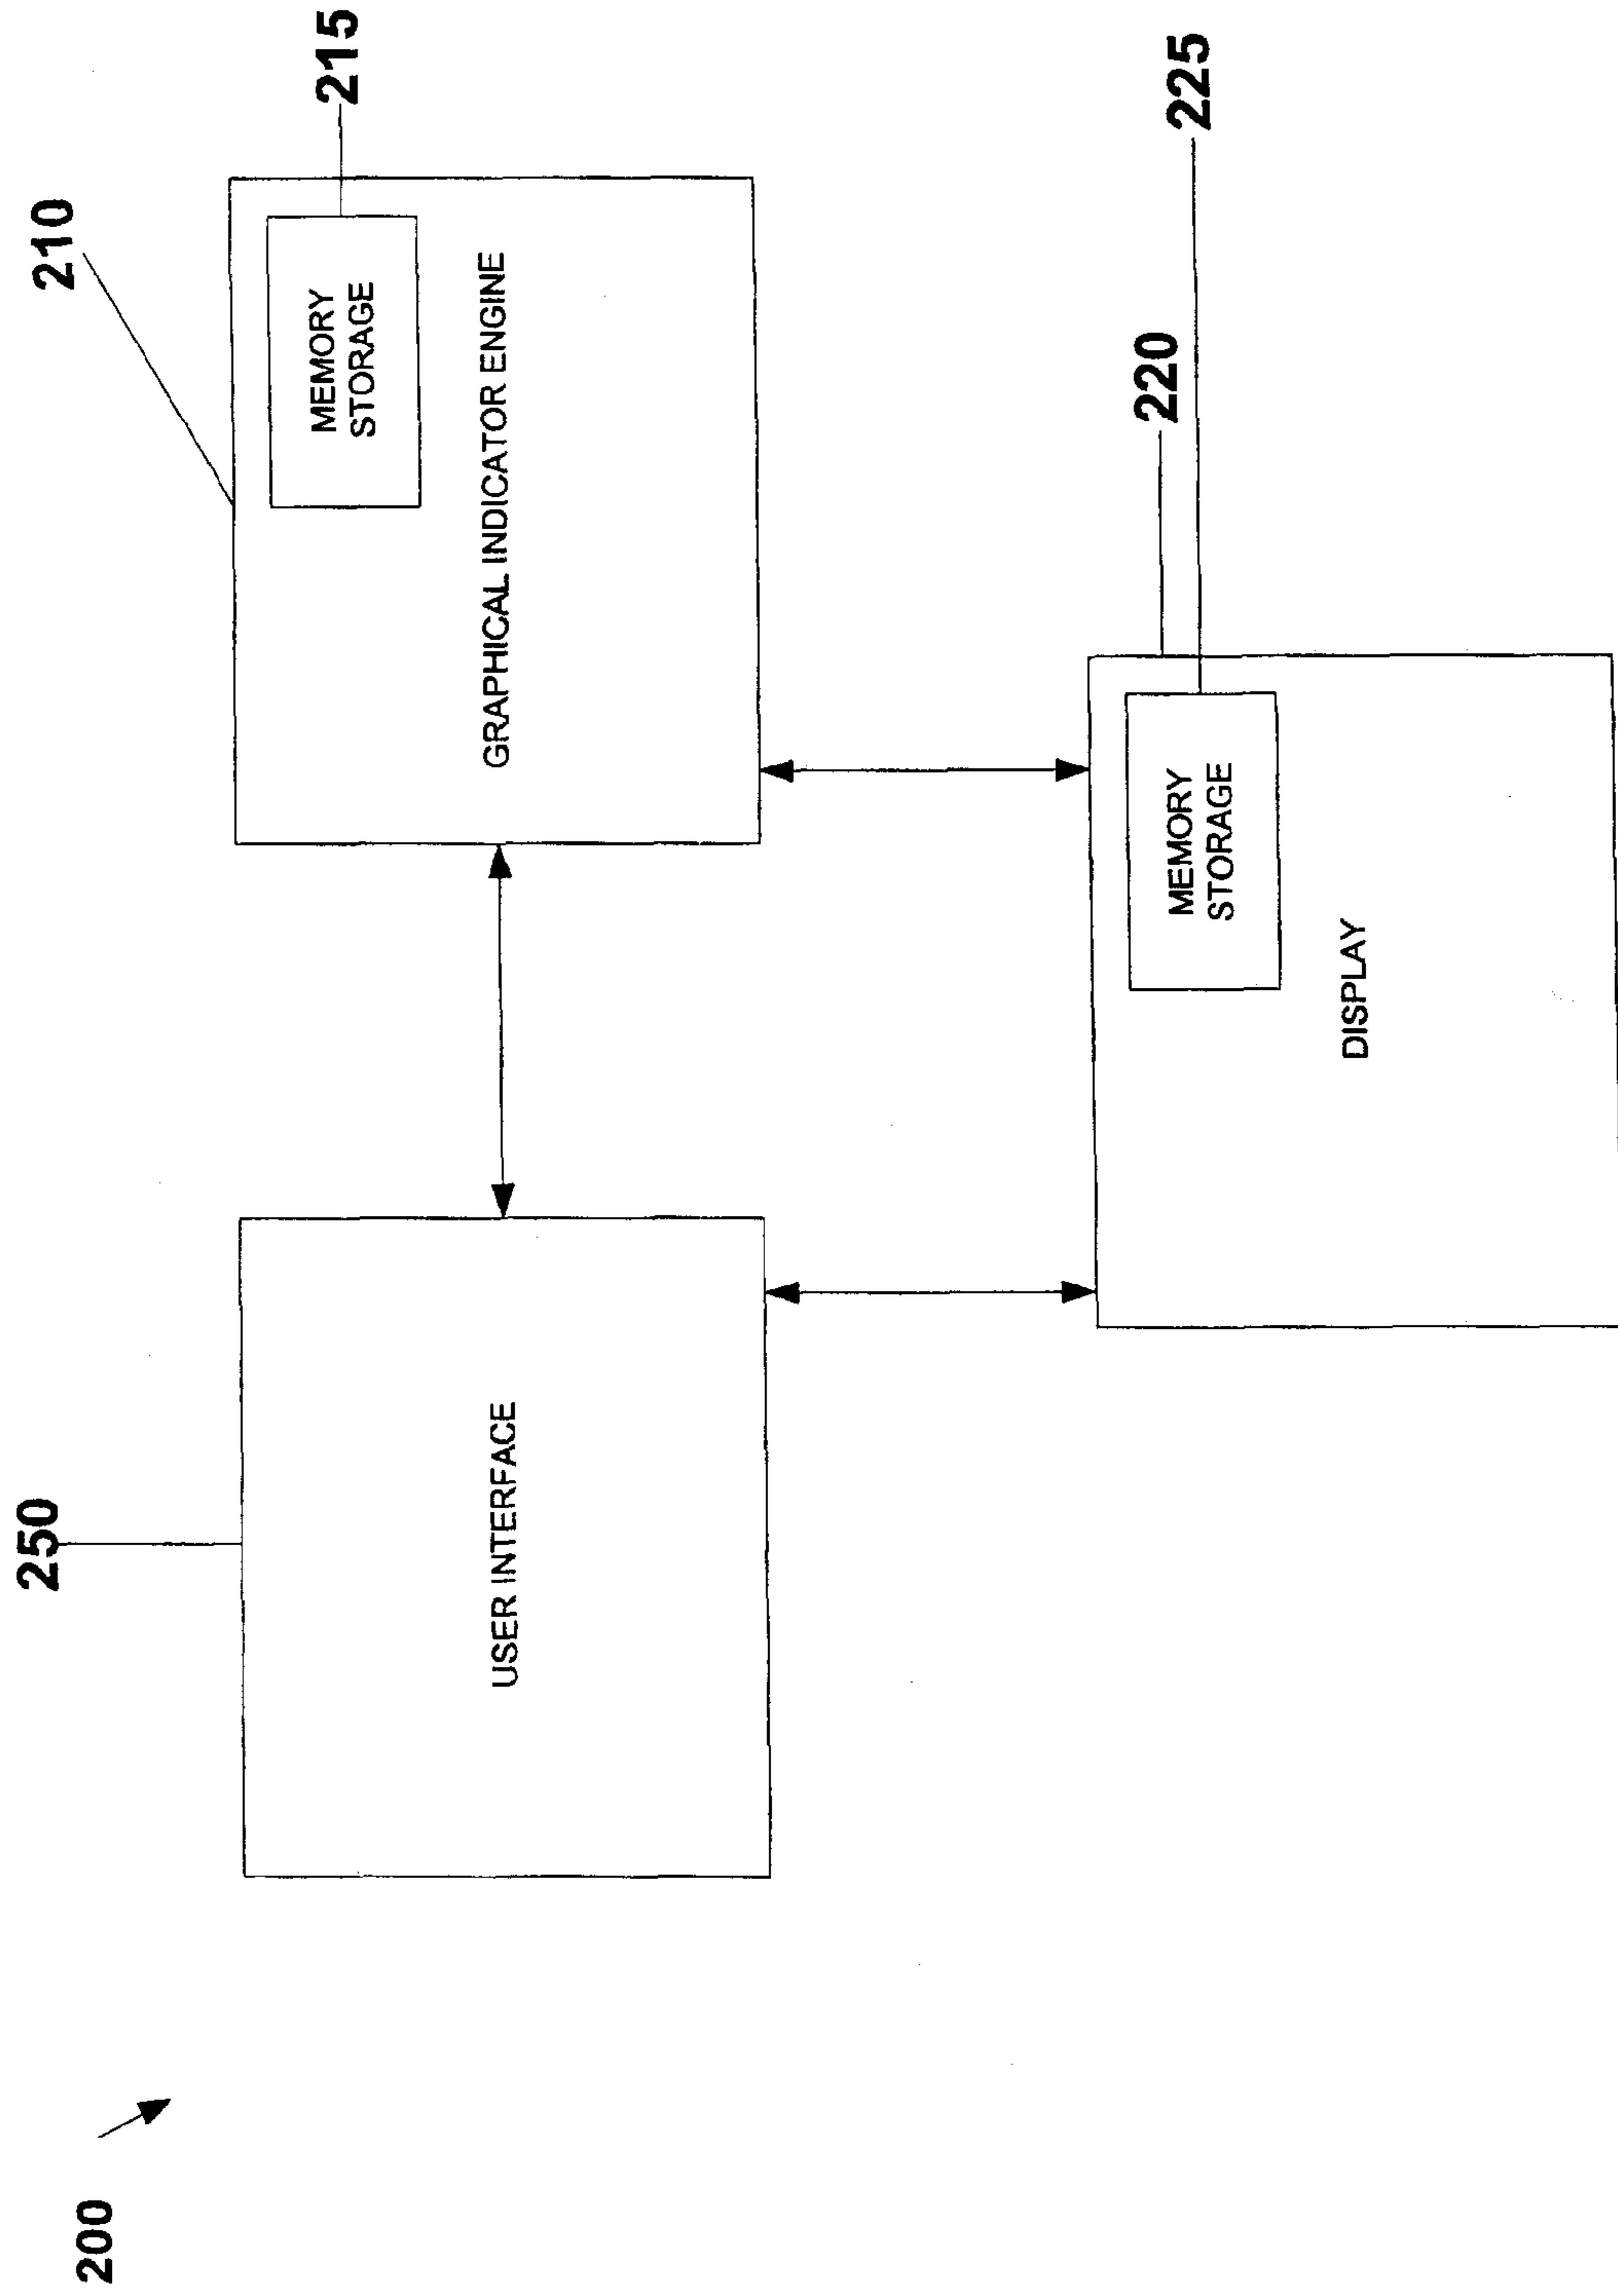 200
250
USER INTERFACE
210
215
MEMORY
STORAGE
GRAPHICAL INDICATOR ENGINE
220
225
MEMORY
STORAGE
DISPLAY